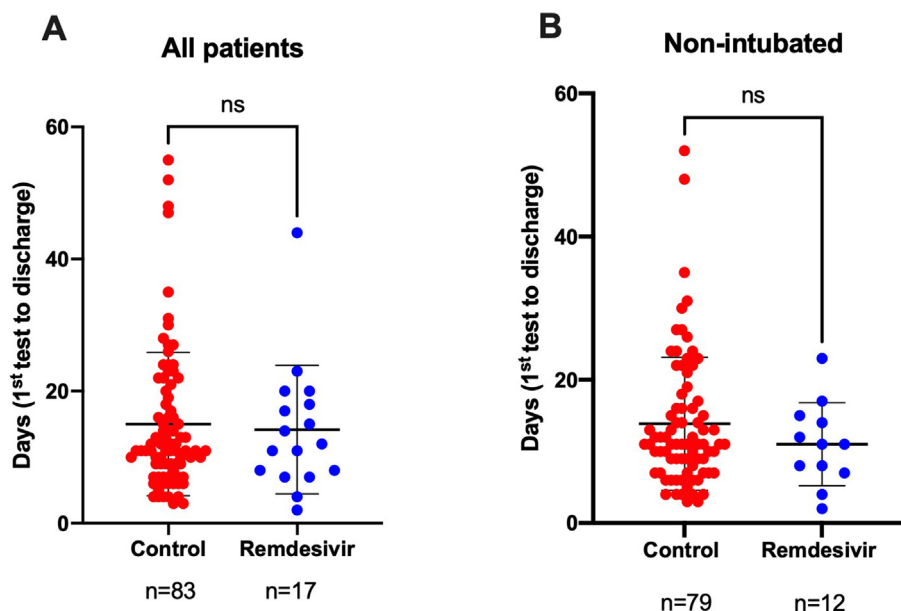 A
All patients
ns
Days (1st test to discharge)
60
40
20
0
Control
Remdesivir
n=83
n=17
B
Non-intubated
ns
Days (1st test to discharge)
60
40
20
0
Control
Remdesivir
n=79
n=12